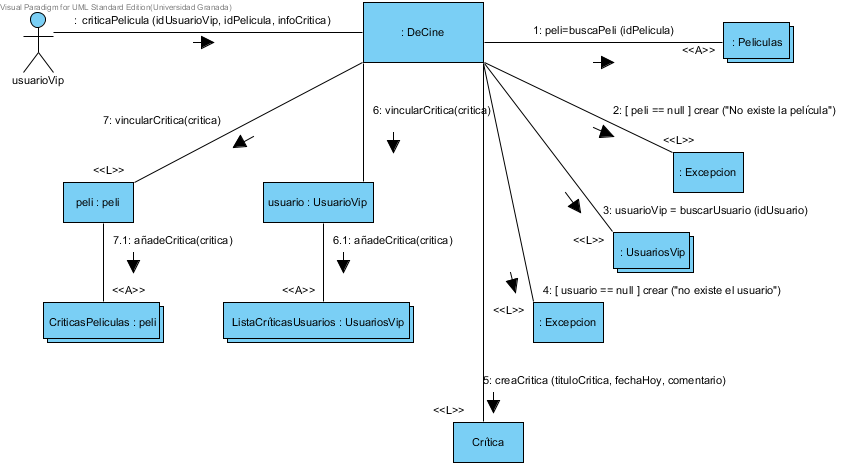 Visual Paradigm for UML Standard Edition(Universidad Granada)
: criticaPelicula (idUsuarioVip, idPelicula, infoCritica)
usuarioVip
: DeCine
1: peli=buscaPeli (idPelicula)
<<A>>
: Peliculas
2: [ peli == null ] crear ("No existe la película")
<<L>>
: Excepcion
7: vincularCritica(critica)
6: vincularCritica(critica)
<<L>>
peli : peli
usuario : UsuarioVip
3: usuarioVip = buscarUsuario (idUsuario)
<<L>>
: UsuariosVip
7.1: añadeCritica(critica)
6.1: añadeCritica(critica)
<<A>>
<<A>>
4: [ usuario == null ] crear ("no existe el usuario")
<<L>>
: Excepcion
CriticasPeliculas : peli
ListaCríticasUsuarios : UsuariosVip
5: creaCritica (tituloCritica, fechaHoy, comentario)
<<L>>
Crítica